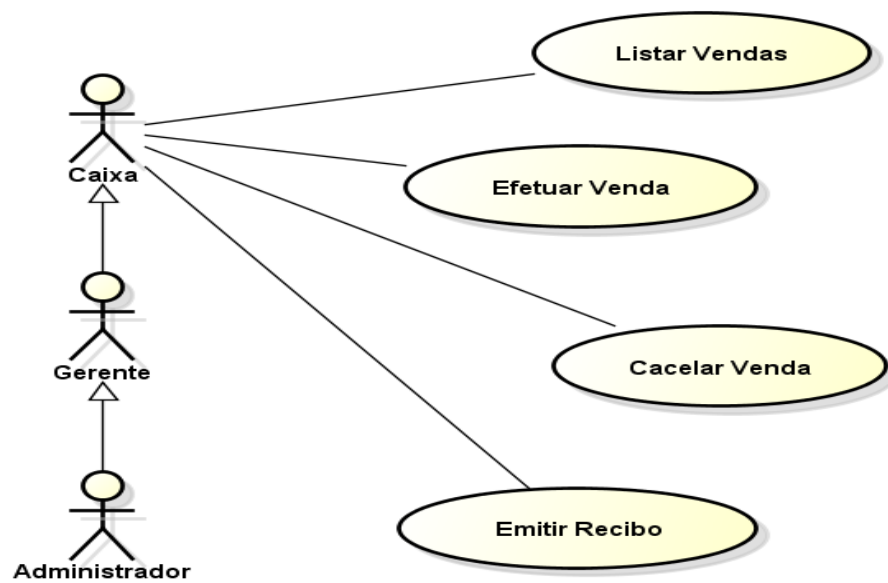 Listar Vendas
Caixa
Efetuar Venda
Gerente
Cacelar Venda
Emitir Recibo
Administrador